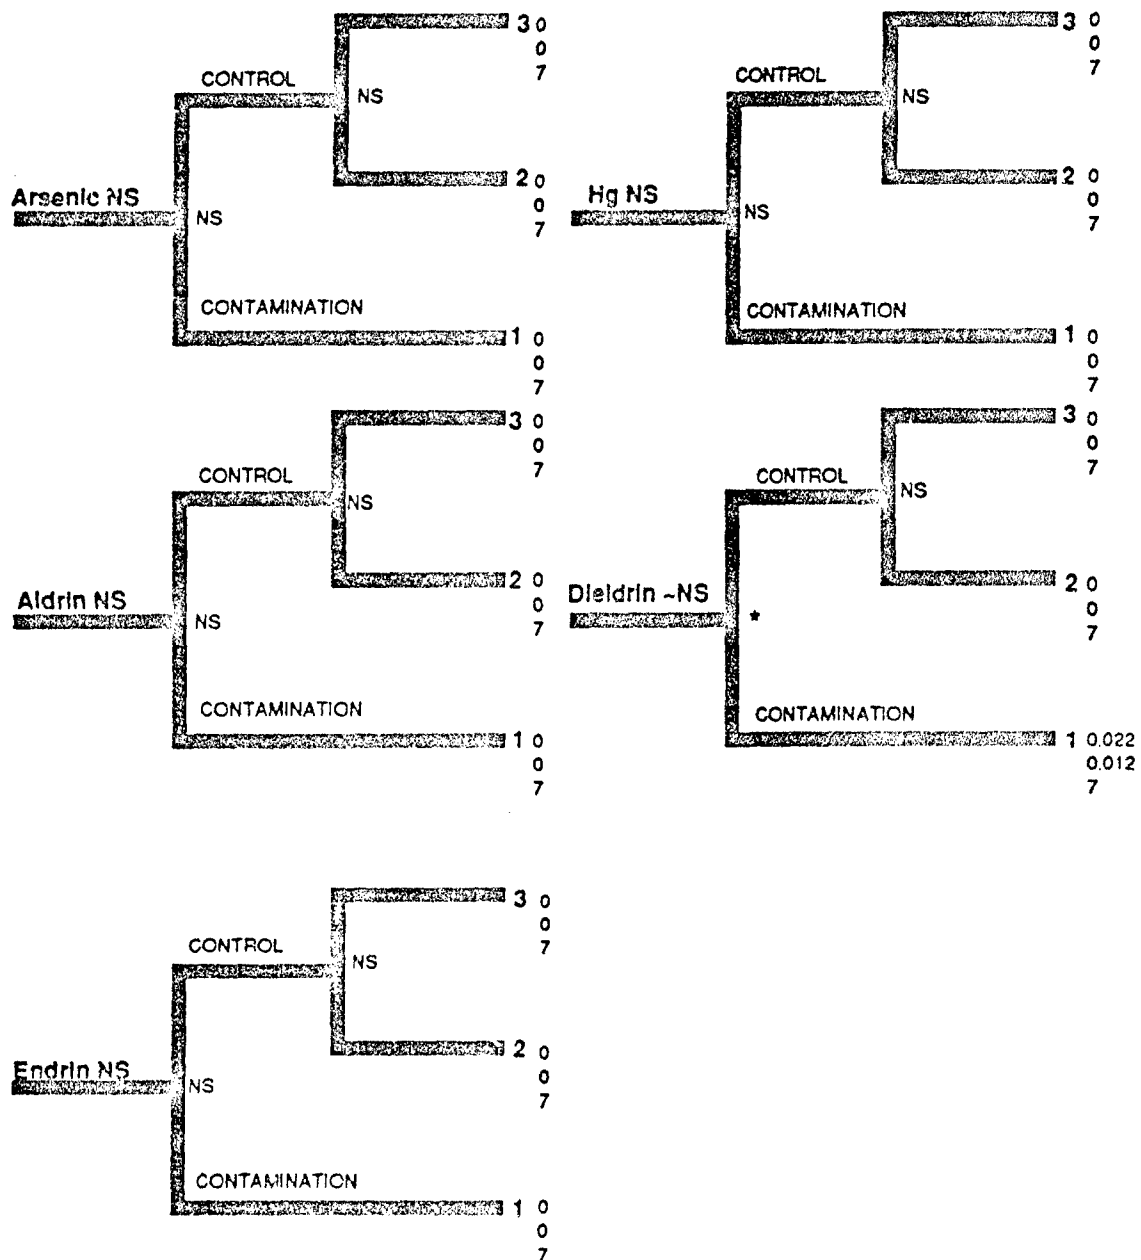 3 0
0
7
CONTROL
NS
2 0
0
7
Arsenic NS
NS
CONTAMINATION
1 0
0
7
3 0
0
7
CONTROL
NS
2 0
0
7
Hg NS
NS
CONTAMINATION
1 0
0
7
3 0
0
7
CONTROL
NS
2 0
0
7
Aldrin NS
NS
CONTAMINATION
1 0
0
7
3 0
0
7
CONTROL
NS
2 0
0
7
Dieldrin ~NS
*
CONTAMINATION
1 0.022
0.012
7
3 0
0
7
CONTROL
NS
2 0
0
7
Endrin NS
NS
CONTAMINATION
1 0
0
7